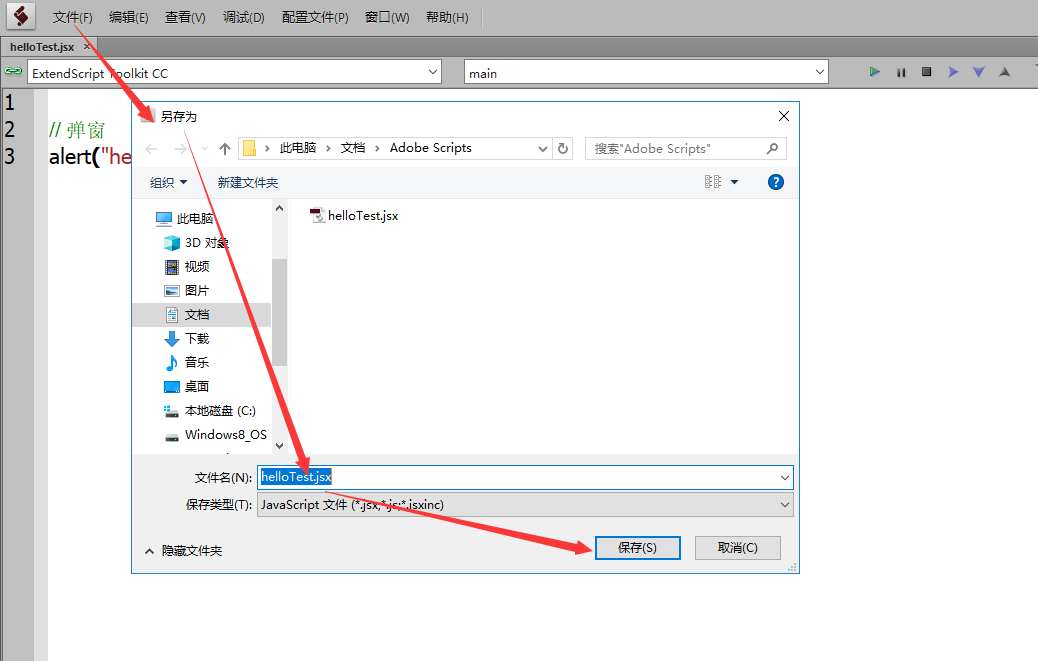 文件(F) 编辑(E) 查看(V) 调试(D) 配置文件(P) 窗口(W) 帮助(H)
helloTest.jsx ×
ExtendScript Toolkit CC main
1
2 // 弹窗
3 alert("he
另存为
此电脑 › 文档 › Adobe Scripts 搜索"Adobe Scripts"
组织 新建文件夹
此电脑
3D 对象
视频
图片
文档
下载
音乐
桌面
本地磁盘 (C:)
Windows8_OS
helloTest.jsx
文件名(N): helloTest.jsx
保存类型(T): JavaScript 文件 (*.jsx;*.js;*.jsxinc)
隐藏文件夹 保存(S) 取消(C)